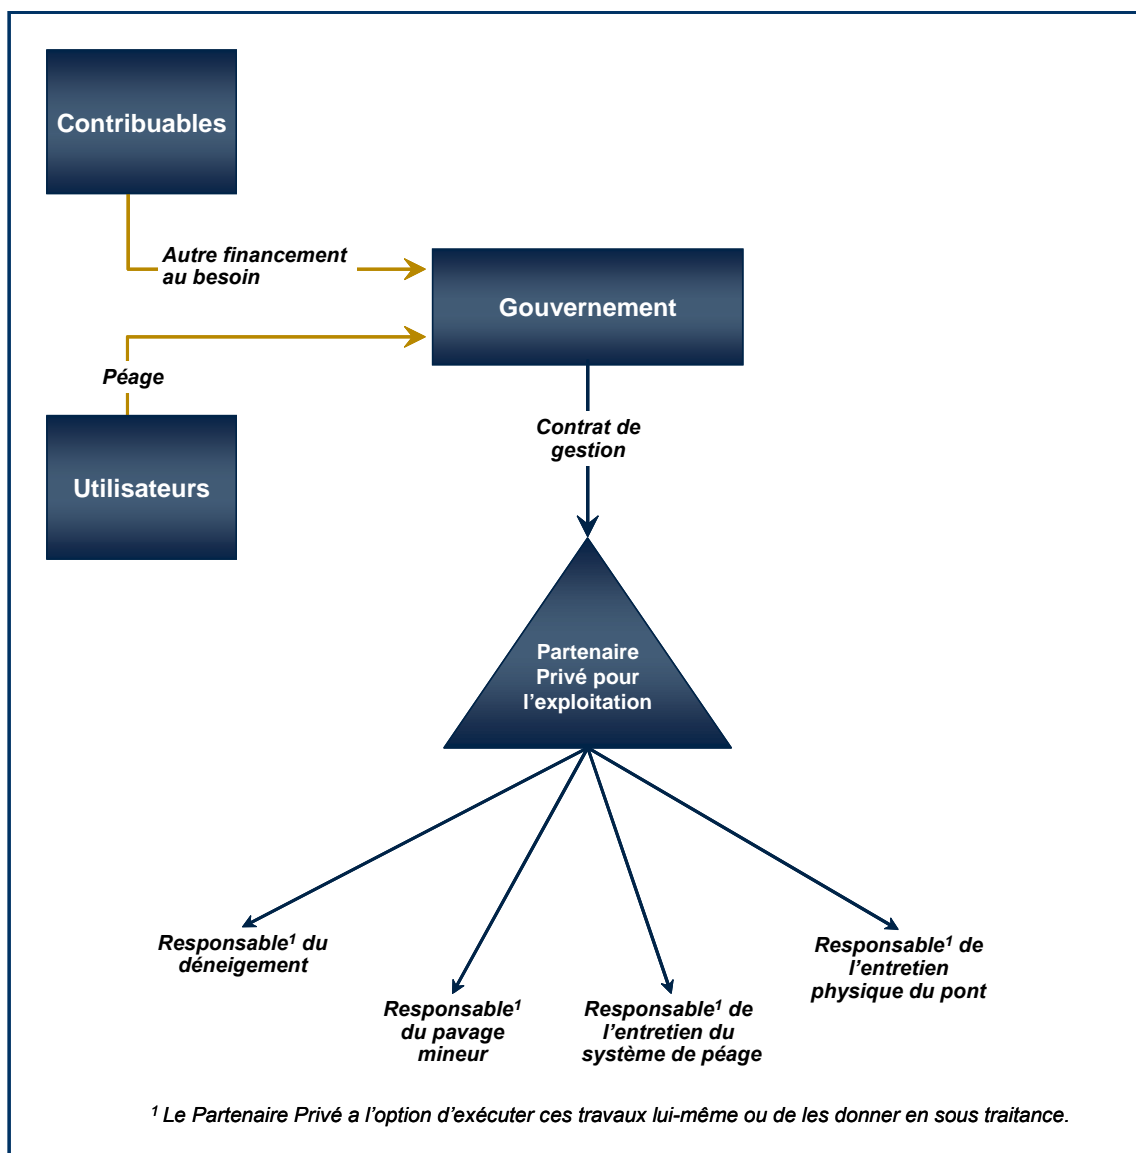 Contribuables
Autre financement
au besoin
Gouvernement
Péage
Utilisateurs
Contrat de
gestion
Partenaire
Privé pour
l’exploitation
Responsable¹ du
déneigement
Responsable¹
du pavage
mineur
Responsable¹ de
l’entretien du
système de péage
Responsable¹ de
l’entretien
physique du pont
¹ Le Partenaire Privé a l’option d’exécuter ces travaux lui-même ou de les donner en sous traitance.